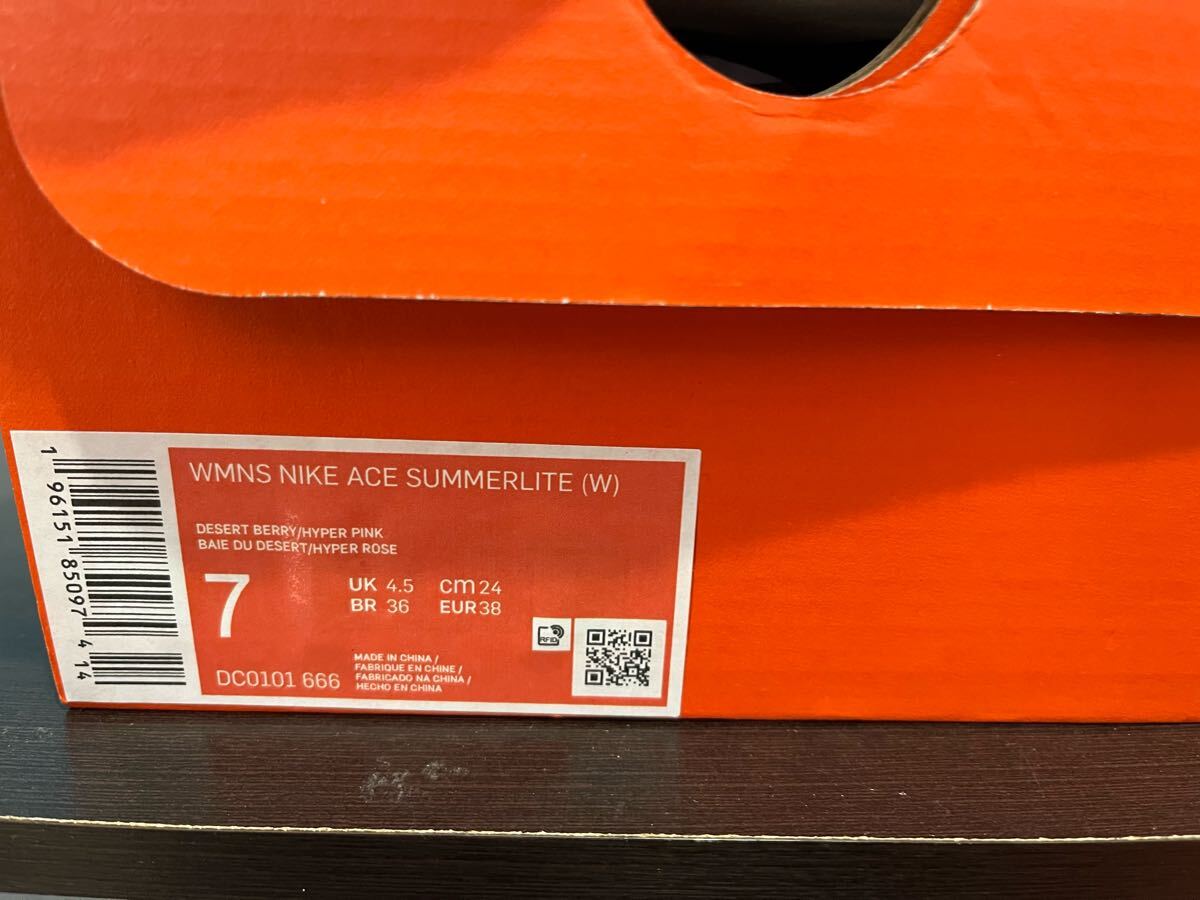 WMNS NIKE ACE SUMMERLITE (W)
DESERT BERRY/HYPER PINK
BAIE DU DESERT/HYPER ROSE
7
UK 4.5 cm 24
BR 36 EUR 38
DC0101 666
MADE IN CHINA /
FABRIQUE EN CHINE /
FABRICADO NA CHINA /
HECHO EN CHINA
RFID
1 96151 85097 4 14